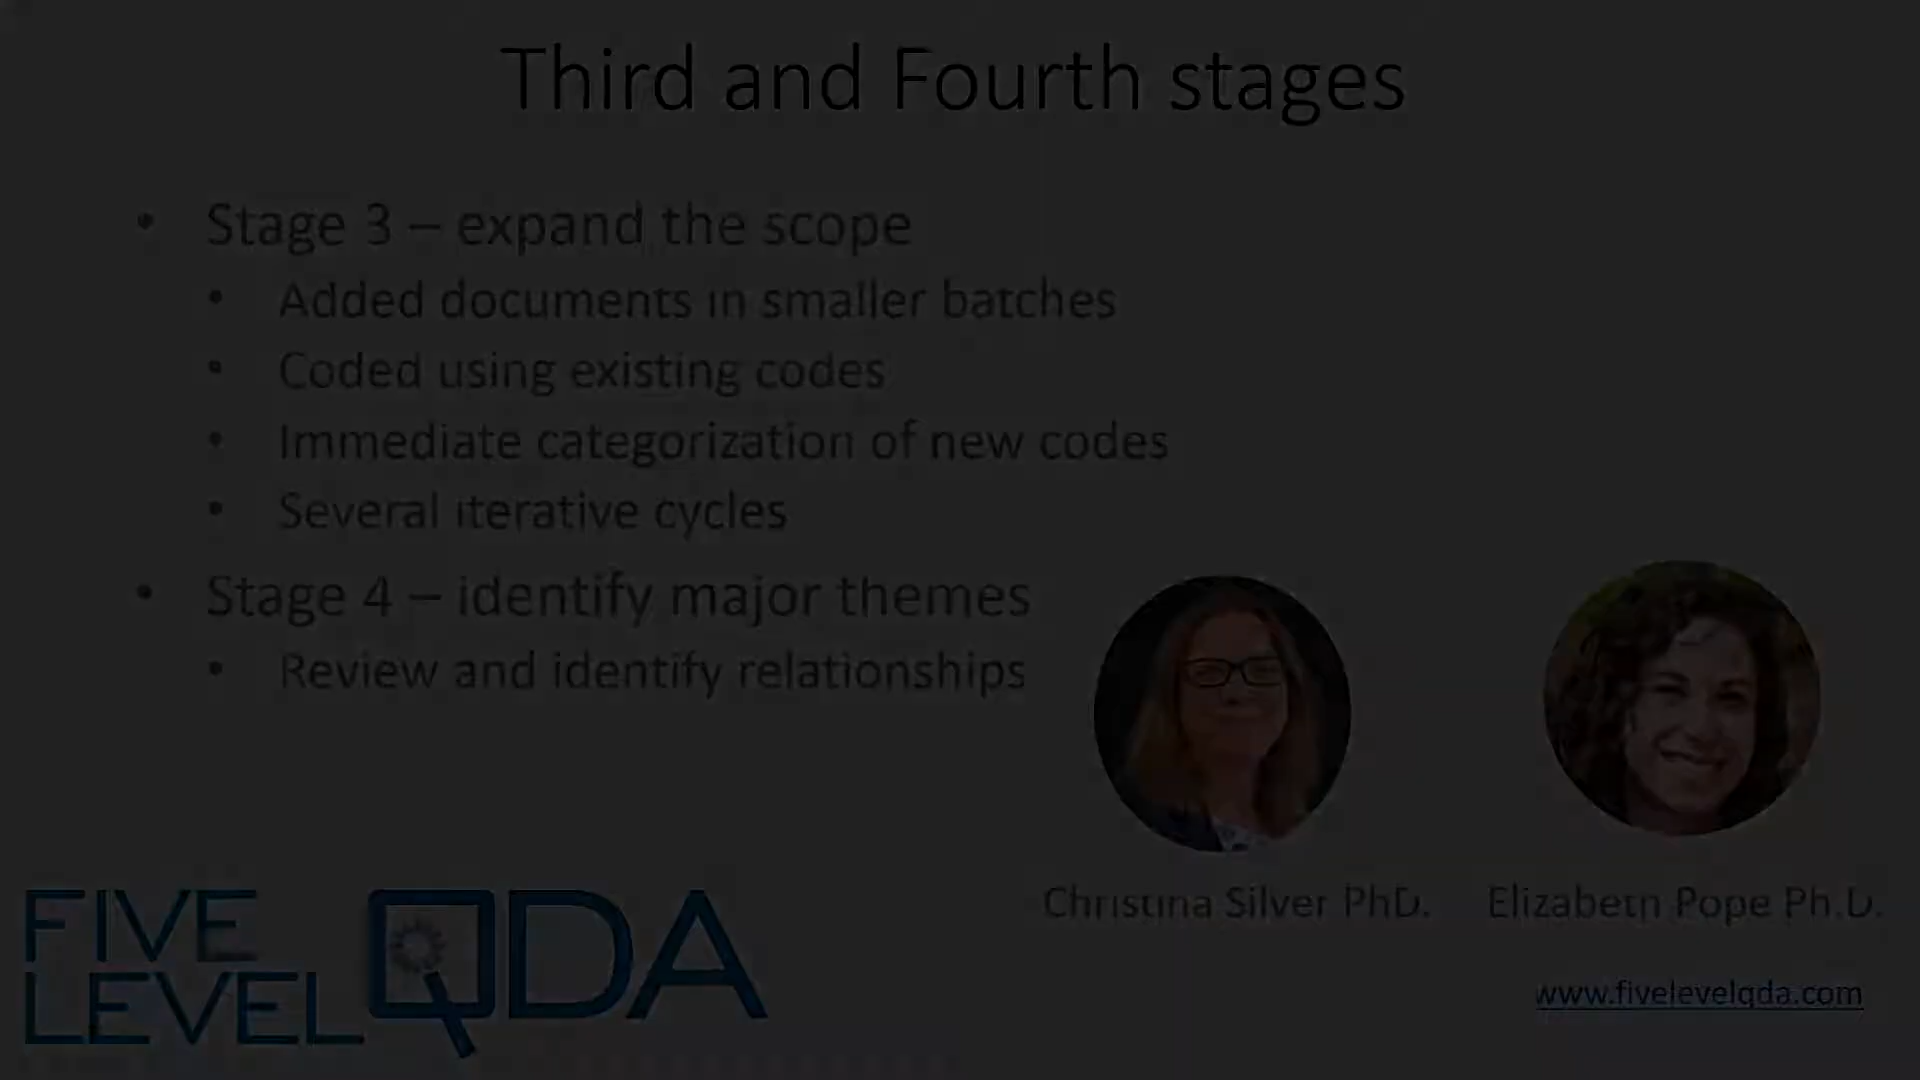 Third and Fourth stages
• Stage 3 – expand the scope
• Added documents in smaller batches
• Coded using existing codes
• Immediate categorization of new codes
• Several iterative cycles
• Stage 4 – identify major themes
• Review and identify relationships
Christina Silver PhD.
Elizabeth Pope Ph.D.
FIVE
LEVEL
QDA
www.fivelevelqda.com